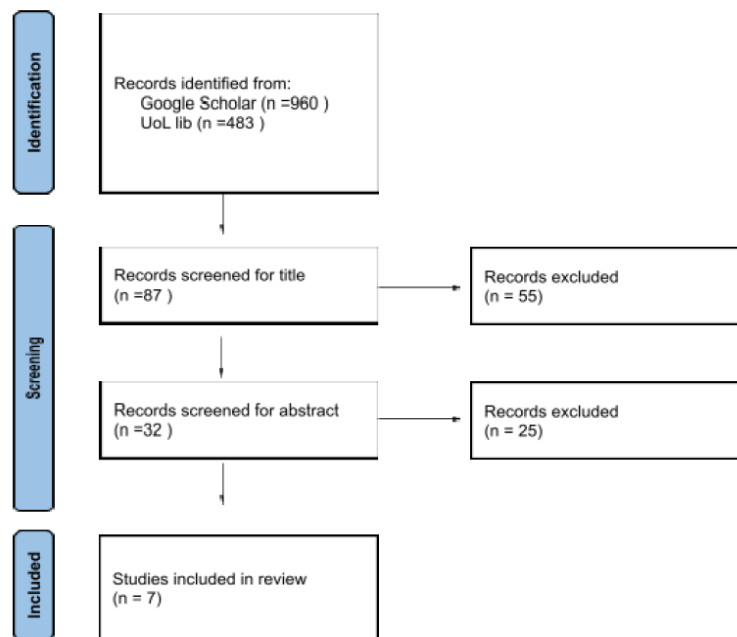 Identification
Records identified from:
Google Scholar (n =960 )
UoL lib (n =483 )
Screening
Records screened for title
(n =87 )
Records excluded
(n = 55)
Records screened for abstract
(n =32 )
Records excluded
(n = 25)
Included
Studies included in review
(n = 7)